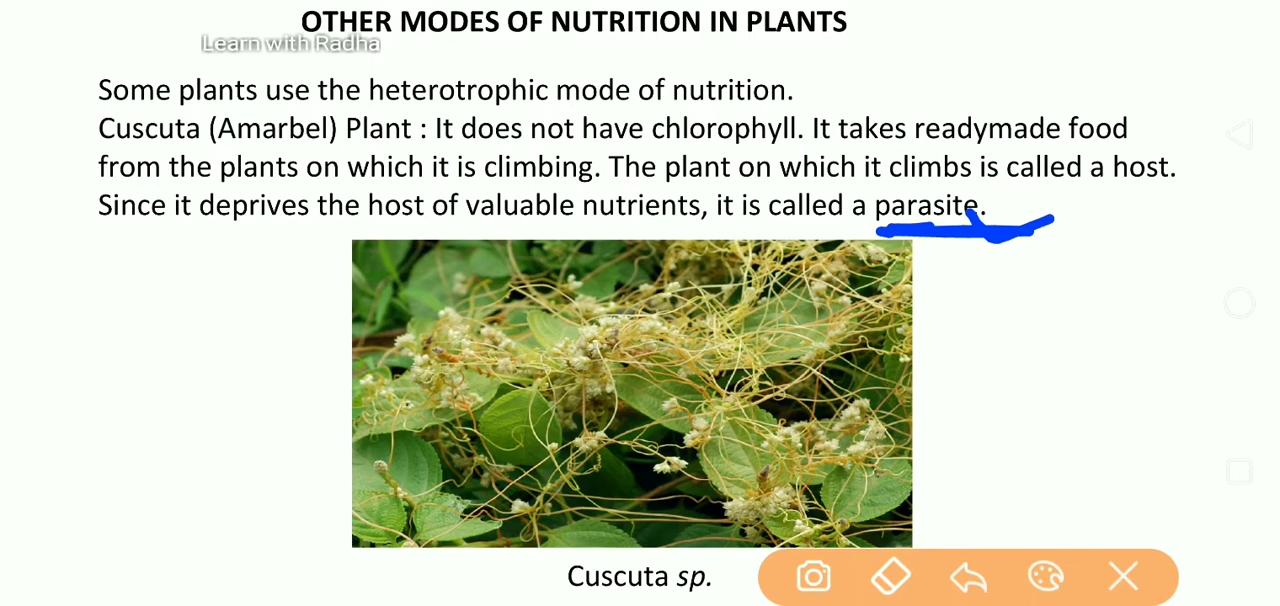 OTHER MODES OF NUTRITION IN PLANTS
Learn with Radha
Some plants use the heterotrophic mode of nutrition.
Cuscuta (Amarbel) Plant : It does not have chlorophyll. It takes readymade food
from the plants on which it is climbing. The plant on which it climbs is called a host.
Since it deprives the host of valuable nutrients, it is called a parasite.
Cuscuta sp.